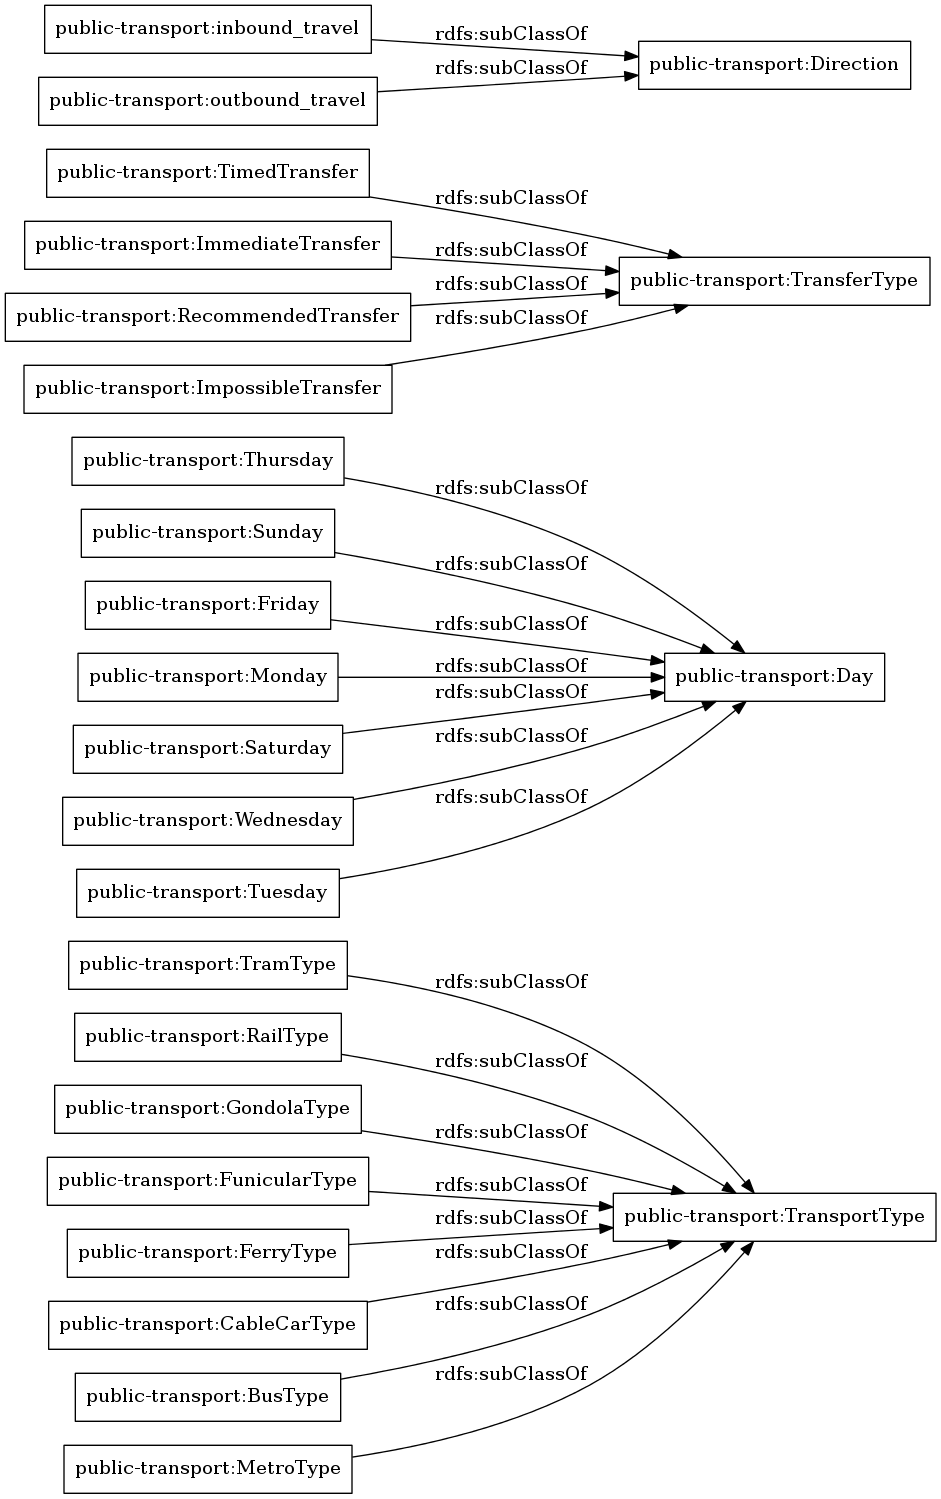 public-transport:inbound_travel
rdfs:subClassOf
public-transport:Direction
rdfs:subClassOf
public-transport:outbound_travel
public-transport:TimedTransfer
rdfs:subClassOf
public-transport:ImmediateTransfer
rdfs:subClassOf
public-transport:TransferType
rdfs:subClassOf
public-transport:RecommendedTransfer
rdfs:subClassOf
public-transport:ImpossibleTransfer
public-transport:Thursday
rdfs:subClassOf
public-transport:Sunday
rdfs:subClassOf
public-transport:Friday
rdfs:subClassOf
public-transport:Monday
rdfs:subClassOf
public-transport:Day
rdfs:subClassOf
public-transport:Saturday
rdfs:subClassOf
public-transport:Wednesday
rdfs:subClassOf
public-transport:Tuesday
public-transport:TramType
rdfs:subClassOf
public-transport:RailType
rdfs:subClassOf
public-transport:GondolaType
rdfs:subClassOf
public-transport:FunicularType
rdfs:subClassOf
public-transport:TransportType
rdfs:subClassOf
public-transport:FerryType
rdfs:subClassOf
public-transport:CableCarType
rdfs:subClassOf
public-transport:BusType
rdfs:subClassOf
public-transport:MetroType